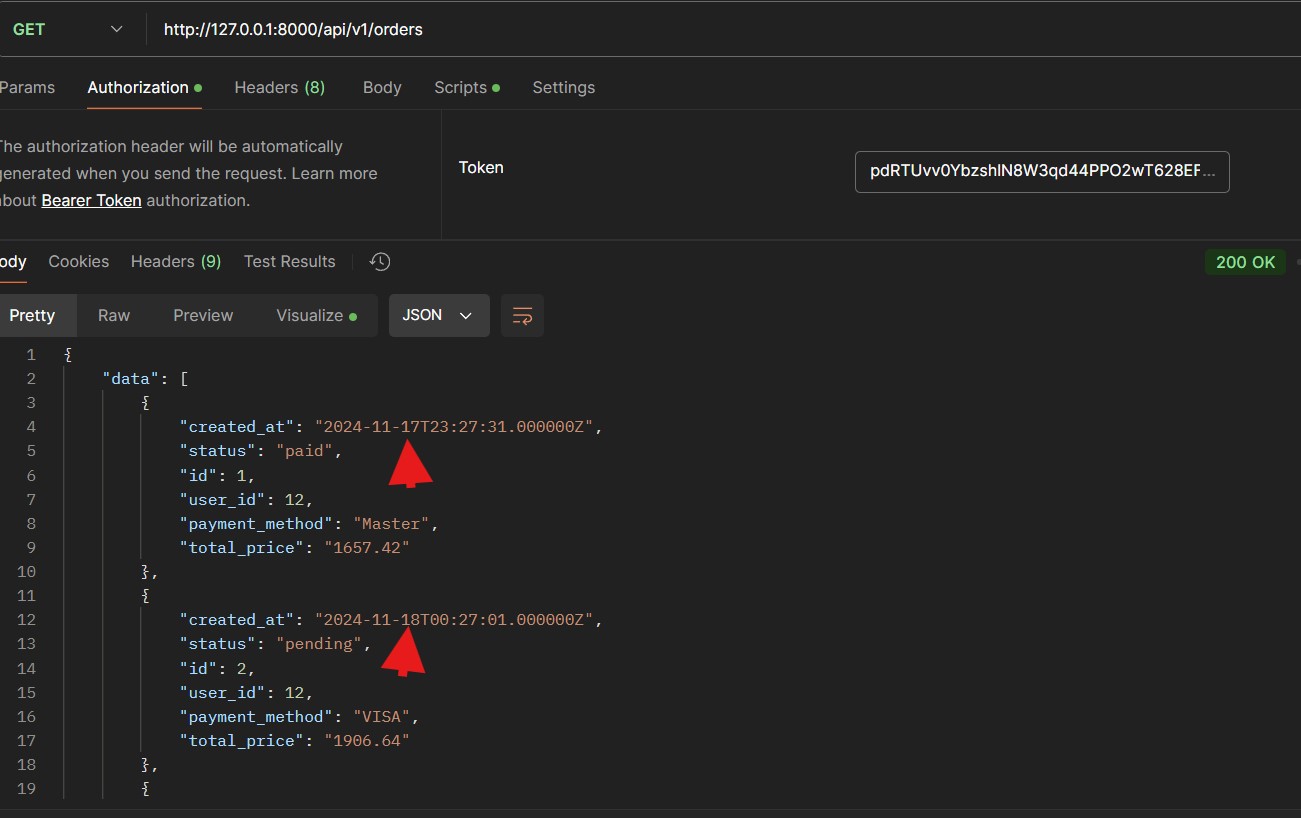 GET http://127.0.0.1:8000/api/v1/orders
Params Authorization Headers (8) Body Scripts Settings
The authorization header will be automatically
generated when you send the request. Learn more
about Bearer Token authorization.
Token
pdRTUvv0YbzshlN8W3qd44PPO2wT628EF...
ody Cookies Headers (9) Test Results 200 OK
Pretty Raw Preview Visualize JSON
1 {
2 "data": [
3 {
4 "created_at": "2024-11-17T23:27:31.000000Z",
5 "status": "paid",
6 "id": 1,
7 "user_id": 12,
8 "payment_method": "Master",
9 "total_price": "1657.42"
10 },
11 {
12 "created_at": "2024-11-18T00:27:01.000000Z",
13 "status": "pending",
14 "id": 2,
15 "user_id": 12,
16 "payment_method": "VISA",
17 "total_price": "1906.64"
18 },
19 {